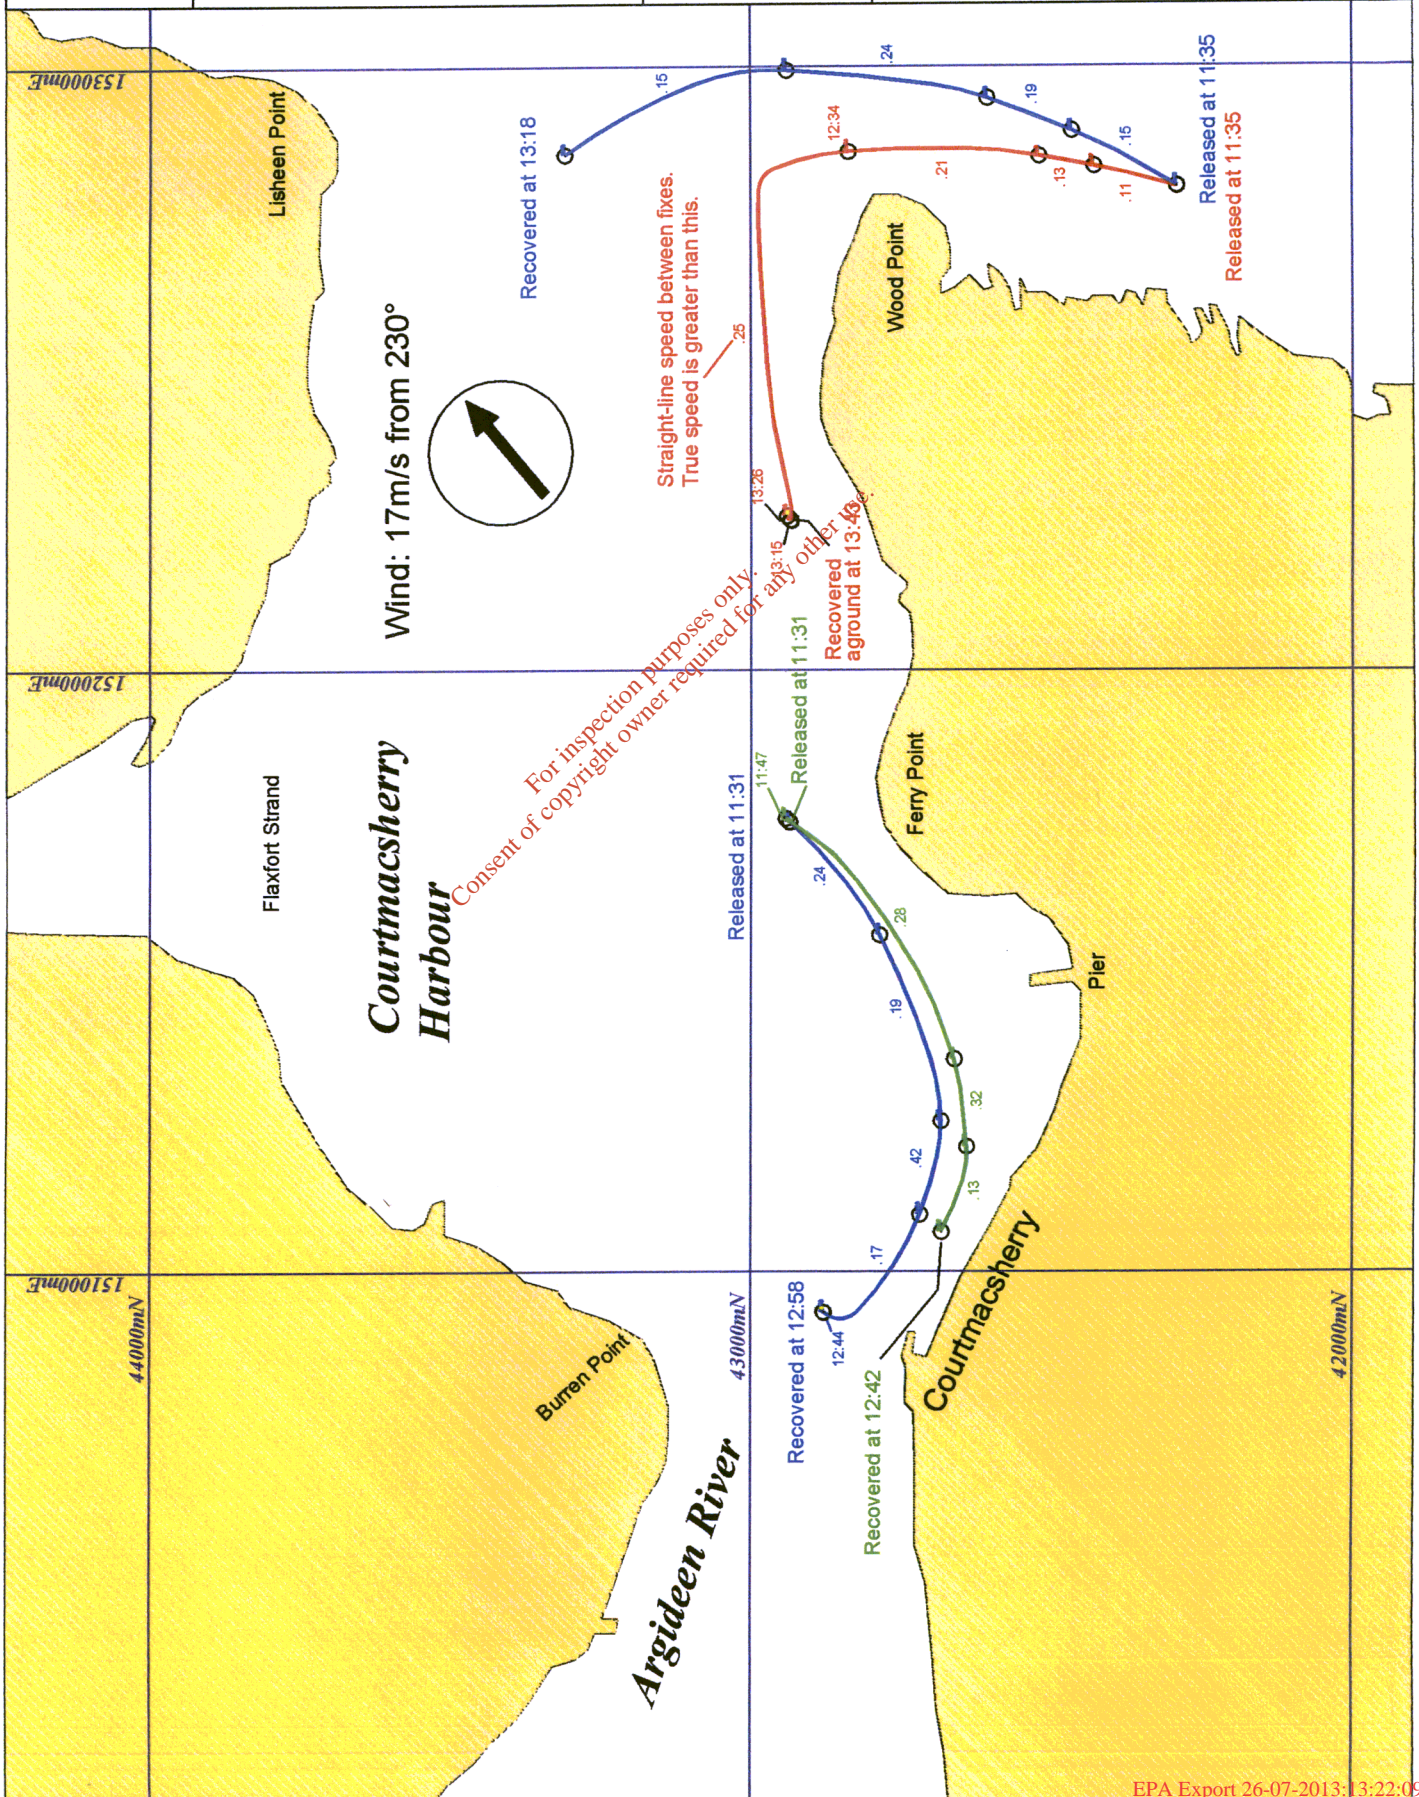 153000mE
152000mE
151000mE
44000mN
43000mN
42000mN
Lisheen Point
Flaxfort Strand
Courtmacsherry
Harbour
Wind: 17m/s from 230°
Burren Point
Argideen River
Courtmacsherry
Pier
Ferry Point
Wood Point
Recovered at 13:18
.15
.24
.19
.15
Released at 11:35
Released at 11:35
12:34
.21
.13
.11
Straight-line speed between fixes.
True speed is greater than this.
.25
13:26
13:15
Recovered
aground at 13:43
Released at 11:31
11:47
Released at 11:31
.24
.28
.19
.32
.42
.13
.17
Recovered at 12:58
12:44
Recovered at 12:42
For inspection purposes only.
Consent of copyright owner required for any other use.
EPA Export 26-07-2013:13:22:09